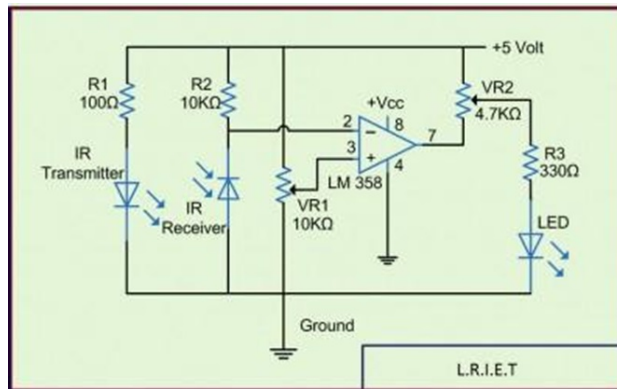 +5 Volt
R1
100Ω
R2
10KΩ
+Vcc
VR2
4.7KΩ
2
8
3
7
4
LM 358
R3
330Ω
IR
Transmitter
IR
Receiver
VR1
10KΩ
LED
Ground
L.R.I.E.T